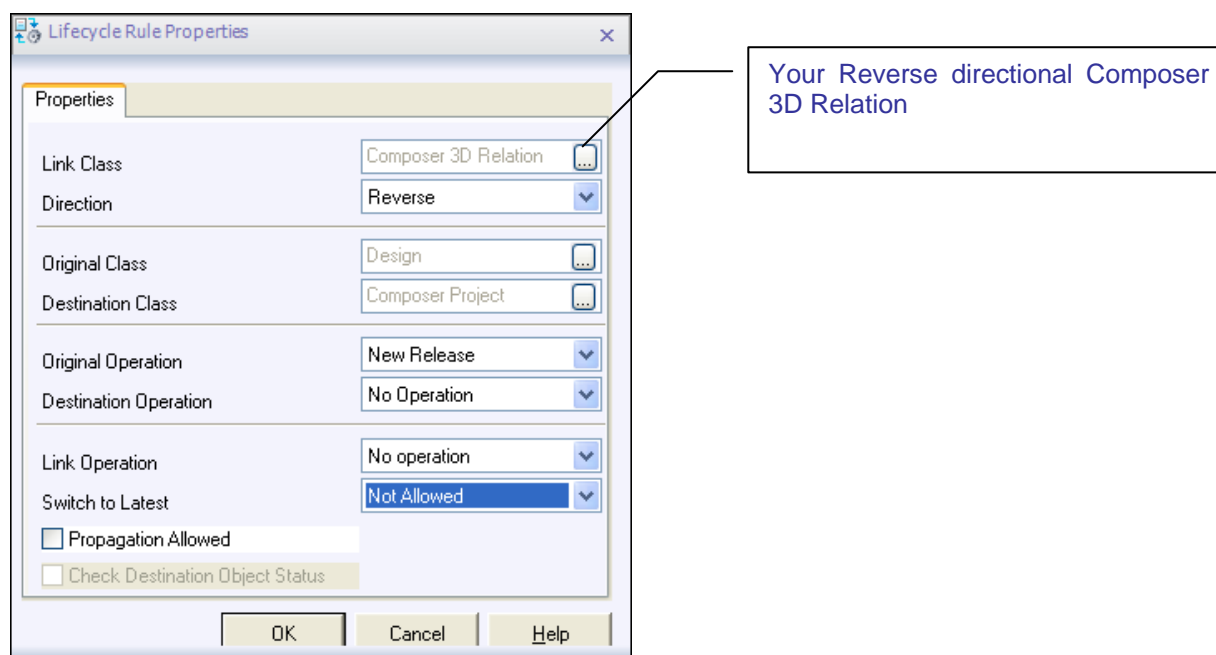 Lifecycle Rule Properties
Your Reverse directional Composer
3D Relation
Properties
Link Class
Composer 3D Relation
...
Direction
Reverse
Original Class
Design
...
Destination Class
Composer Project
...
Original Operation
New Release
Destination Operation
No Operation
Link Operation
No operation
Switch to Latest
Not Allowed
Propagation Allowed
Check Destination Object Status
OK
Cancel
Help